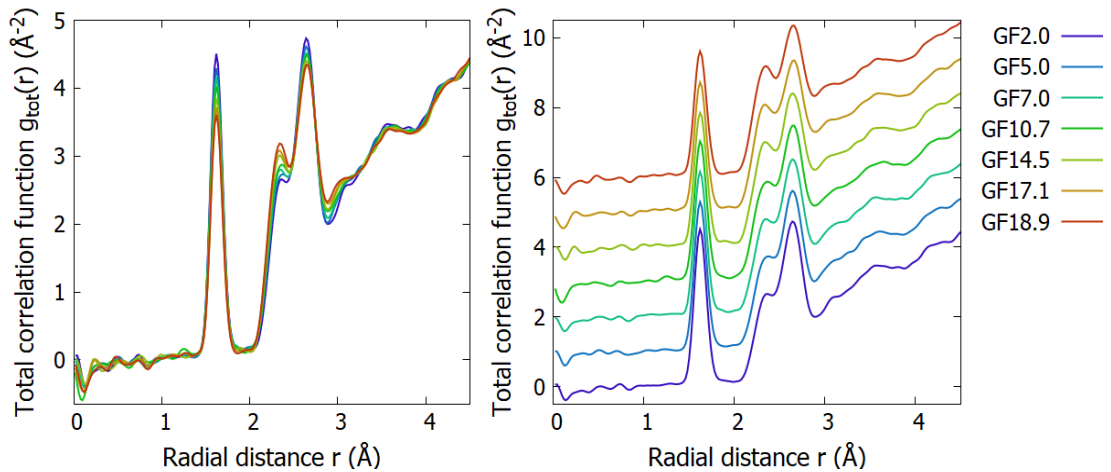 Total correlation function gtot(r) (Å-2)
5
4
3
2
1
0
0
1
2
3
4
Radial distance r (Å)
Total correlation function gtot(r) (Å-2)
10
8
6
4
2
0
0
1
2
3
4
Radial distance r (Å)
GF2.0
GF5.0
GF7.0
GF10.7
GF14.5
GF17.1
GF18.9